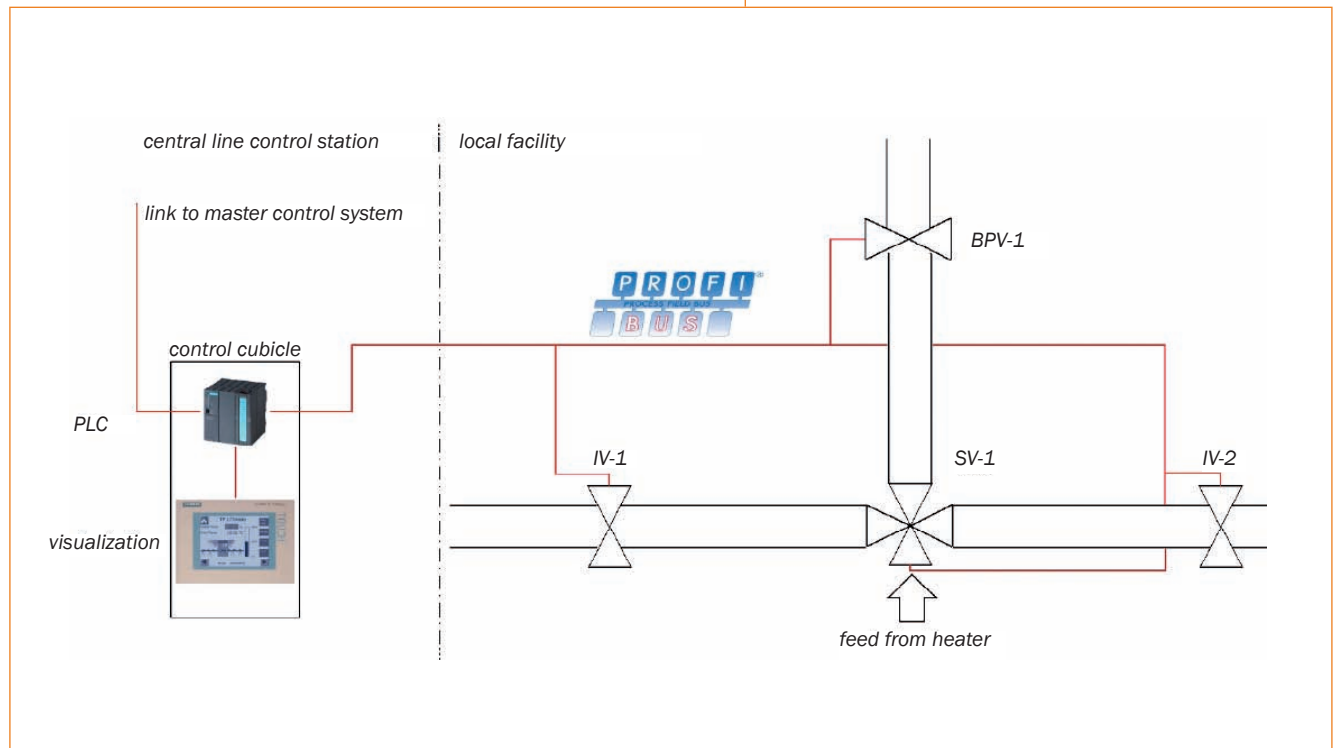 central line control station
local facility
link to master control system
BPV-1
PROFI®
PROCESS FIELD BUS
BUS
control cubicle
PLC
IV-1
SV-1
IV-2
visualization
feed from heater